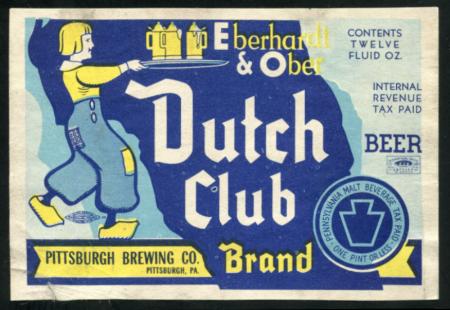 Eberhardt
& Ober
Dutch
Club
Brand
CONTENTS
TWELVE
FLUID OZ.
INTERNAL
REVENUE
TAX PAID
BEER
PENNSYLVANIA MALT BEVERAGE TAX PAID
ONE PINT OR LESS
PITTSBURGH BREWING CO.
PITTSBURGH, PA.